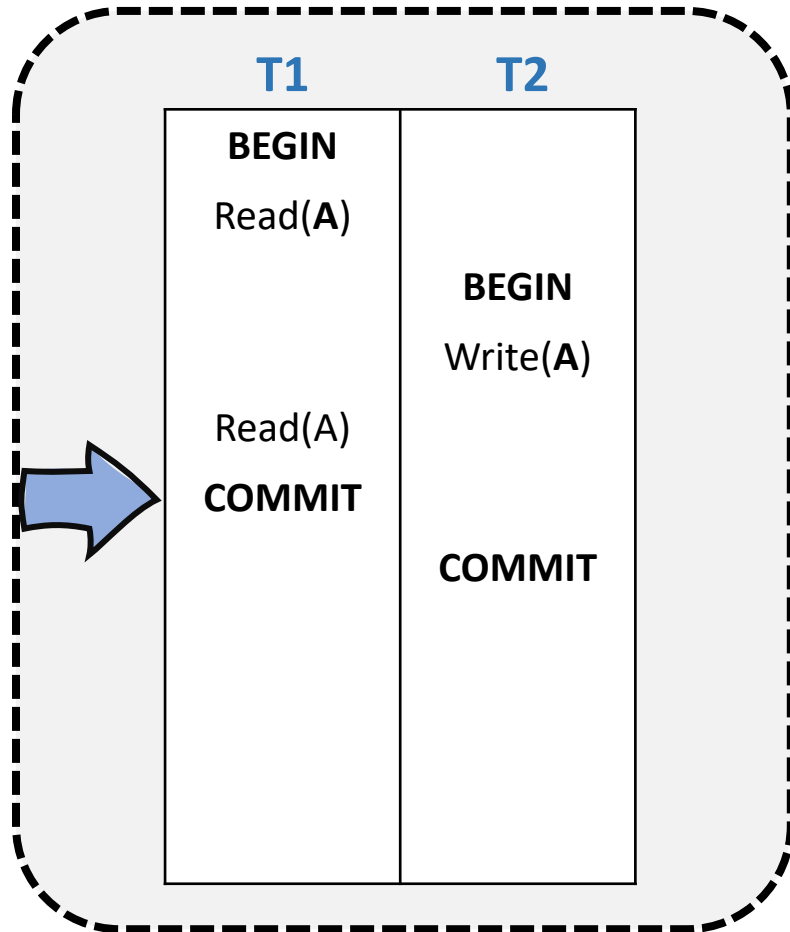 T1 T2
BEGIN
Read(A)
BEGIN
Write(A)
Read(A)
COMMIT
COMMIT